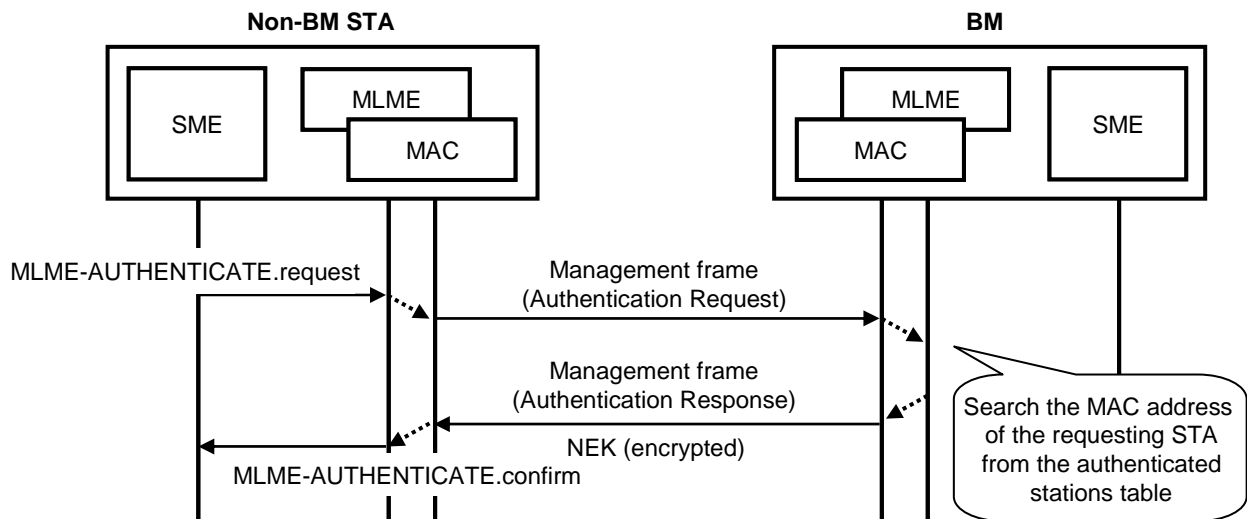 Non-BM STA
BM
SME
MLME
MAC
MLME
MAC
SME
MLME-AUTHENTICATE.request
Management frame
(Authentication Request)
Management frame
(Authentication Response)
NEK (encrypted)
MLME-AUTHENTICATE.confirm
Search the MAC address
of the requesting STA
from the authenticated
stations table